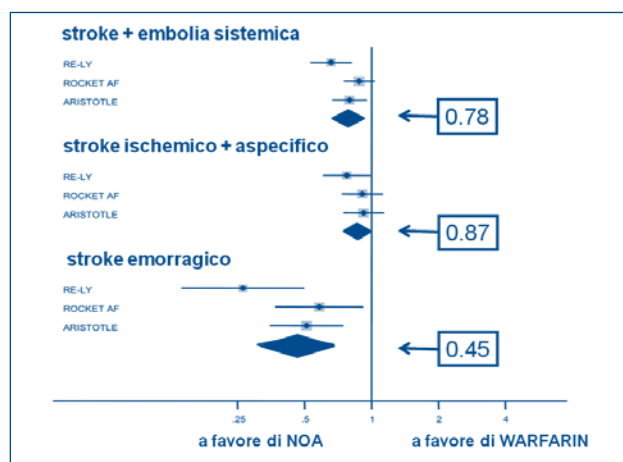 stroke + embolia sistemica
RE-LY
ROCKET AF
ARISTOTLE
0.78
stroke ischemico + aspecifico
RE-LY
ROCKET AF
ARISTOTLE
0.87
stroke emorragico
RE-LY
ROCKET AF
ARISTOTLE
0.45
.25 .5 1 2 4
a favore di NOA a favore di WARFARIN